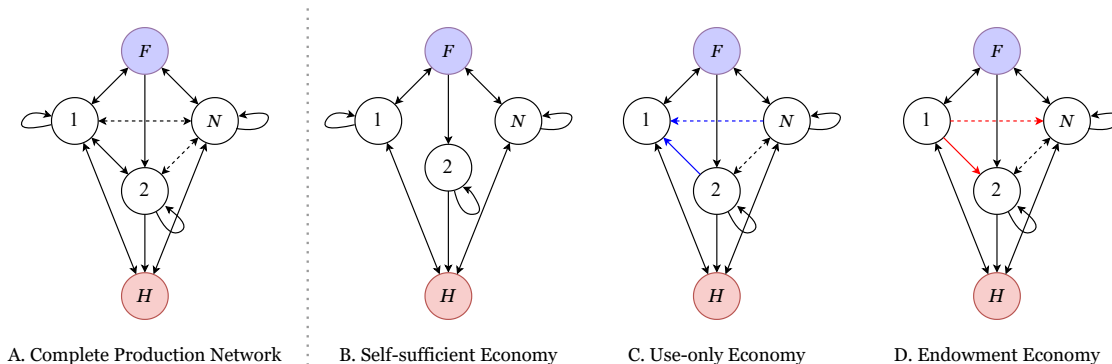 F
1
N
2
H
A. Complete Production Network
F
1
N
2
H
B. Self-sufficient Economy
F
1
N
2
H
C. Use-only Economy
F
1
N
2
H
D. Endowment Economy